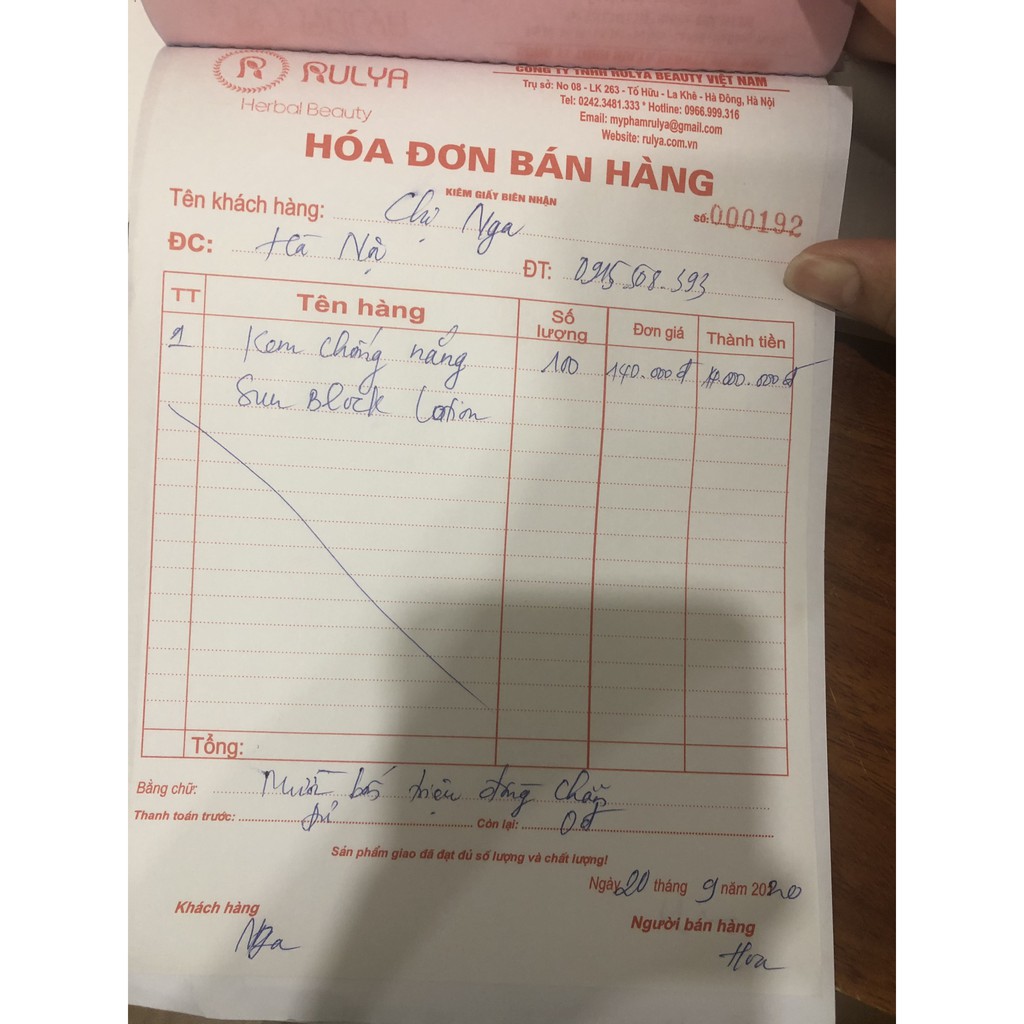 RULYA
Herbal Beauty
CÔNG TY TNHH RULYA BEAUTY VIỆT NAM
Trụ sở: No 08 - LK 263 - Tố Hữu - La Khê - Hà Đông, Hà Nội
Tel: 0242.3481.333 * Hotline: 0966.999.316
Email: myphamrulya@gmail.com
Website: rulya.com.vn
HÓA ĐƠN BÁN HÀNG
KIÊM GIẤY BIÊN NHẬN
Số: 000192
Tên khách hàng: Chị Nga
ĐC: Hà Nội ĐT:
TT Tên hàng Số lượng Đơn giá Thành tiền
1 Kem chống nắng 100 140.000đ 14.000.000đ
Sun Block Lotion
Tổng:
Bằng chữ: Mười bốn triệu đồng chẵn
Thanh toán trước: đủ Còn lại: 0đ
Sản phẩm giao đã đạt đủ số lượng và chất lượng!
Ngày 20 tháng 9 năm 2020
Khách hàng Người bán hàng
Nga Hoa